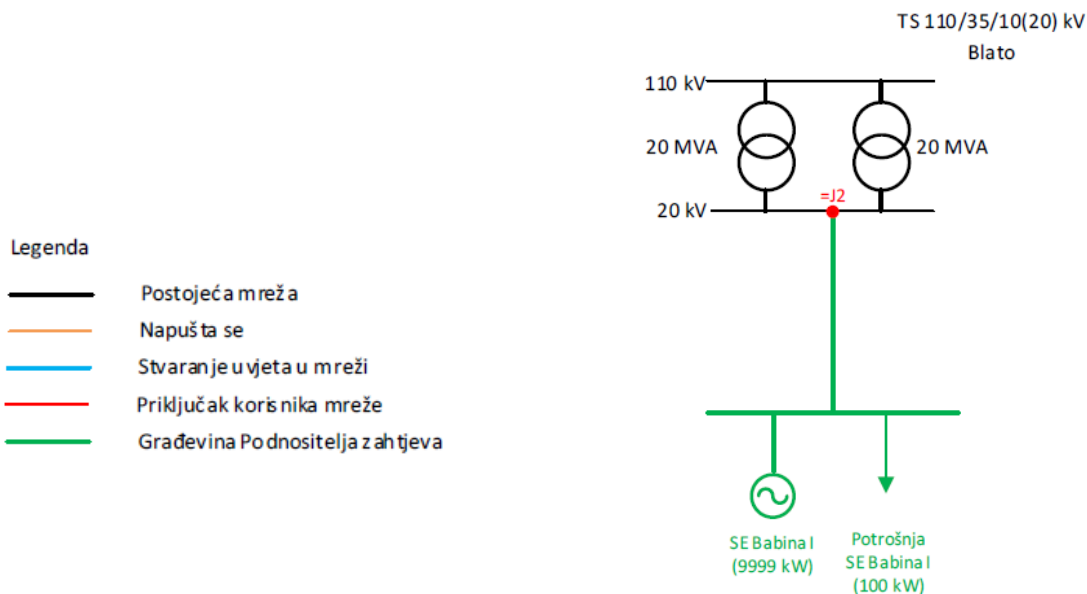 TS 110/35/10(20) kV
Blato
110 kV
20 MVA
20 MVA
=J2
20 kV
Legenda
Postojeća mreža
Napušta se
Stvaranje uvjeta u mreži
Priključak korisnika mreže
Građevina Podnositelja zahtjeva
SE Babina I
(9999 kW)
Potrošnja
SE Babina I
(100 kW)